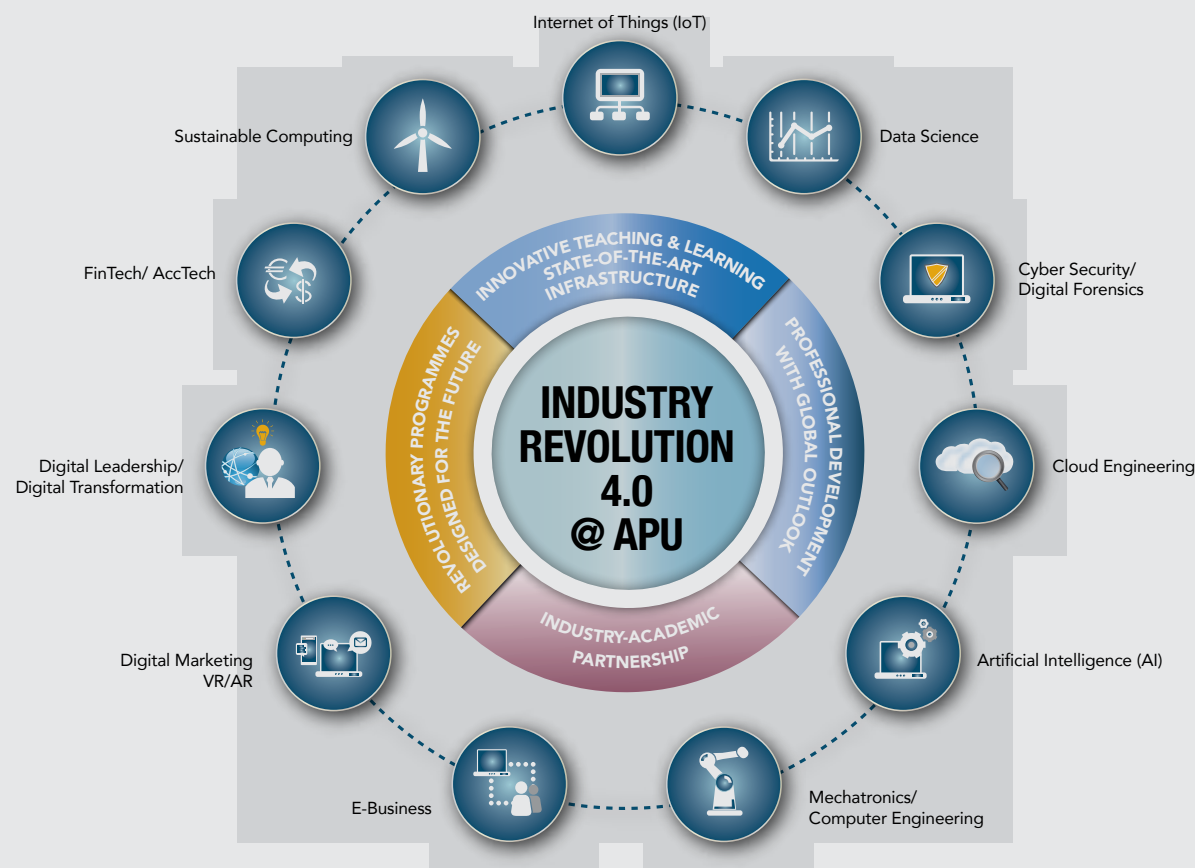 Internet of Things (IoT)
Data Science
Cyber Security/
Digital Forensics
Cloud Engineering
Artificial Intelligence (AI)
Mechatronics/
Computer Engineering
E-Business
Digital Marketing
VR/AR
Digital Leadership/
Digital Transformation
FinTech/ AccTech
Sustainable Computing
INNOVATIVE TEACHING & LEARNING
STATE-OF-THE-ART
INFRASTRUCTURE
PROFESSIONAL DEVELOPMENT
WITH GLOBAL OUTLOOK
INDUSTRY-ACADEMIC
PARTNERSHIP
REVOLUTIONARY PROGRAMMES
DESIGNED FOR THE FUTURE
INDUSTRY
REVOLUTION
4.0
@ APU
€
$